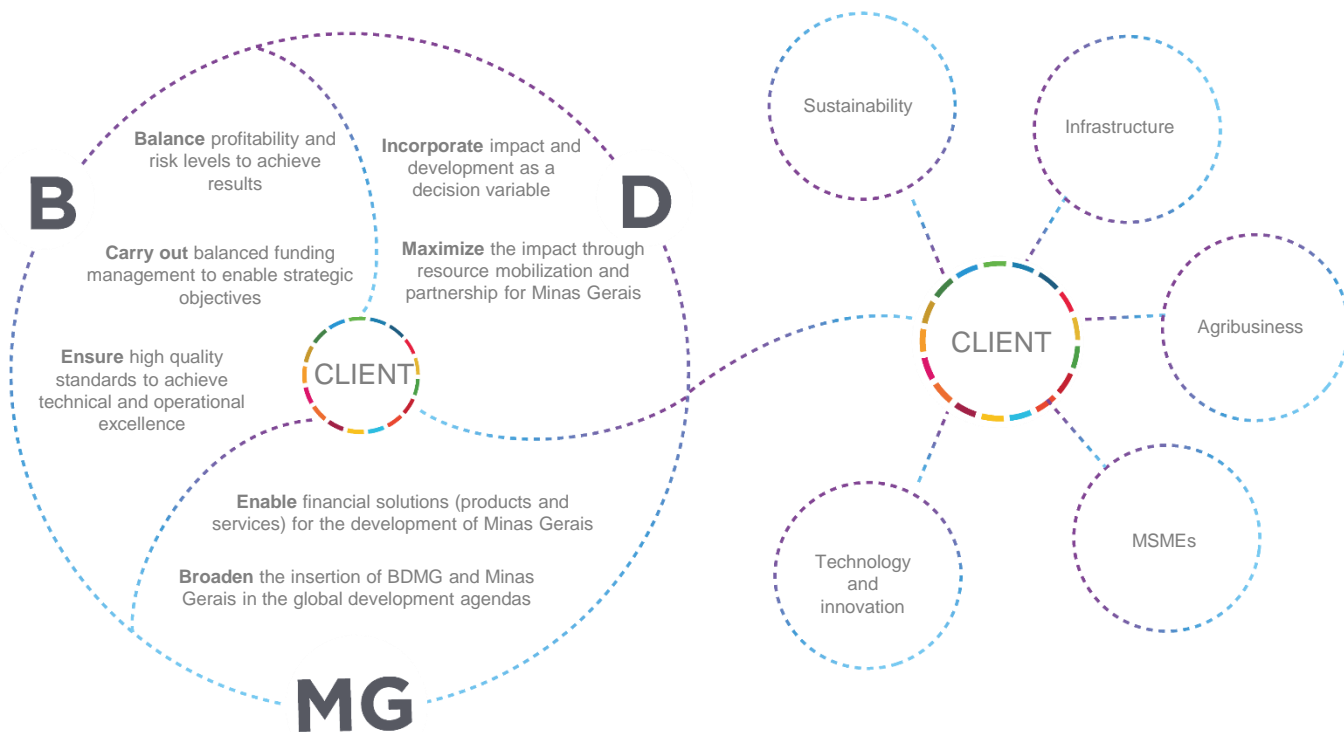 B
Balance profitability and
risk levels to achieve
results
Carry out balanced funding
management to enable strategic
objectives
Ensure high quality
standards to achieve
technical and operational
excellence
D
Incorporate impact and
development as a
decision variable
Maximize the impact through
resource mobilization and
partnership for Minas Gerais
CLIENT
Enable financial solutions (products and
services) for the development of Minas Gerais
Broaden the insertion of BDMG and Minas
Gerais in the global development agendas
MG
Sustainability
Infrastructure
CLIENT
Agribusiness
MSMEs
Technology
and
innovation